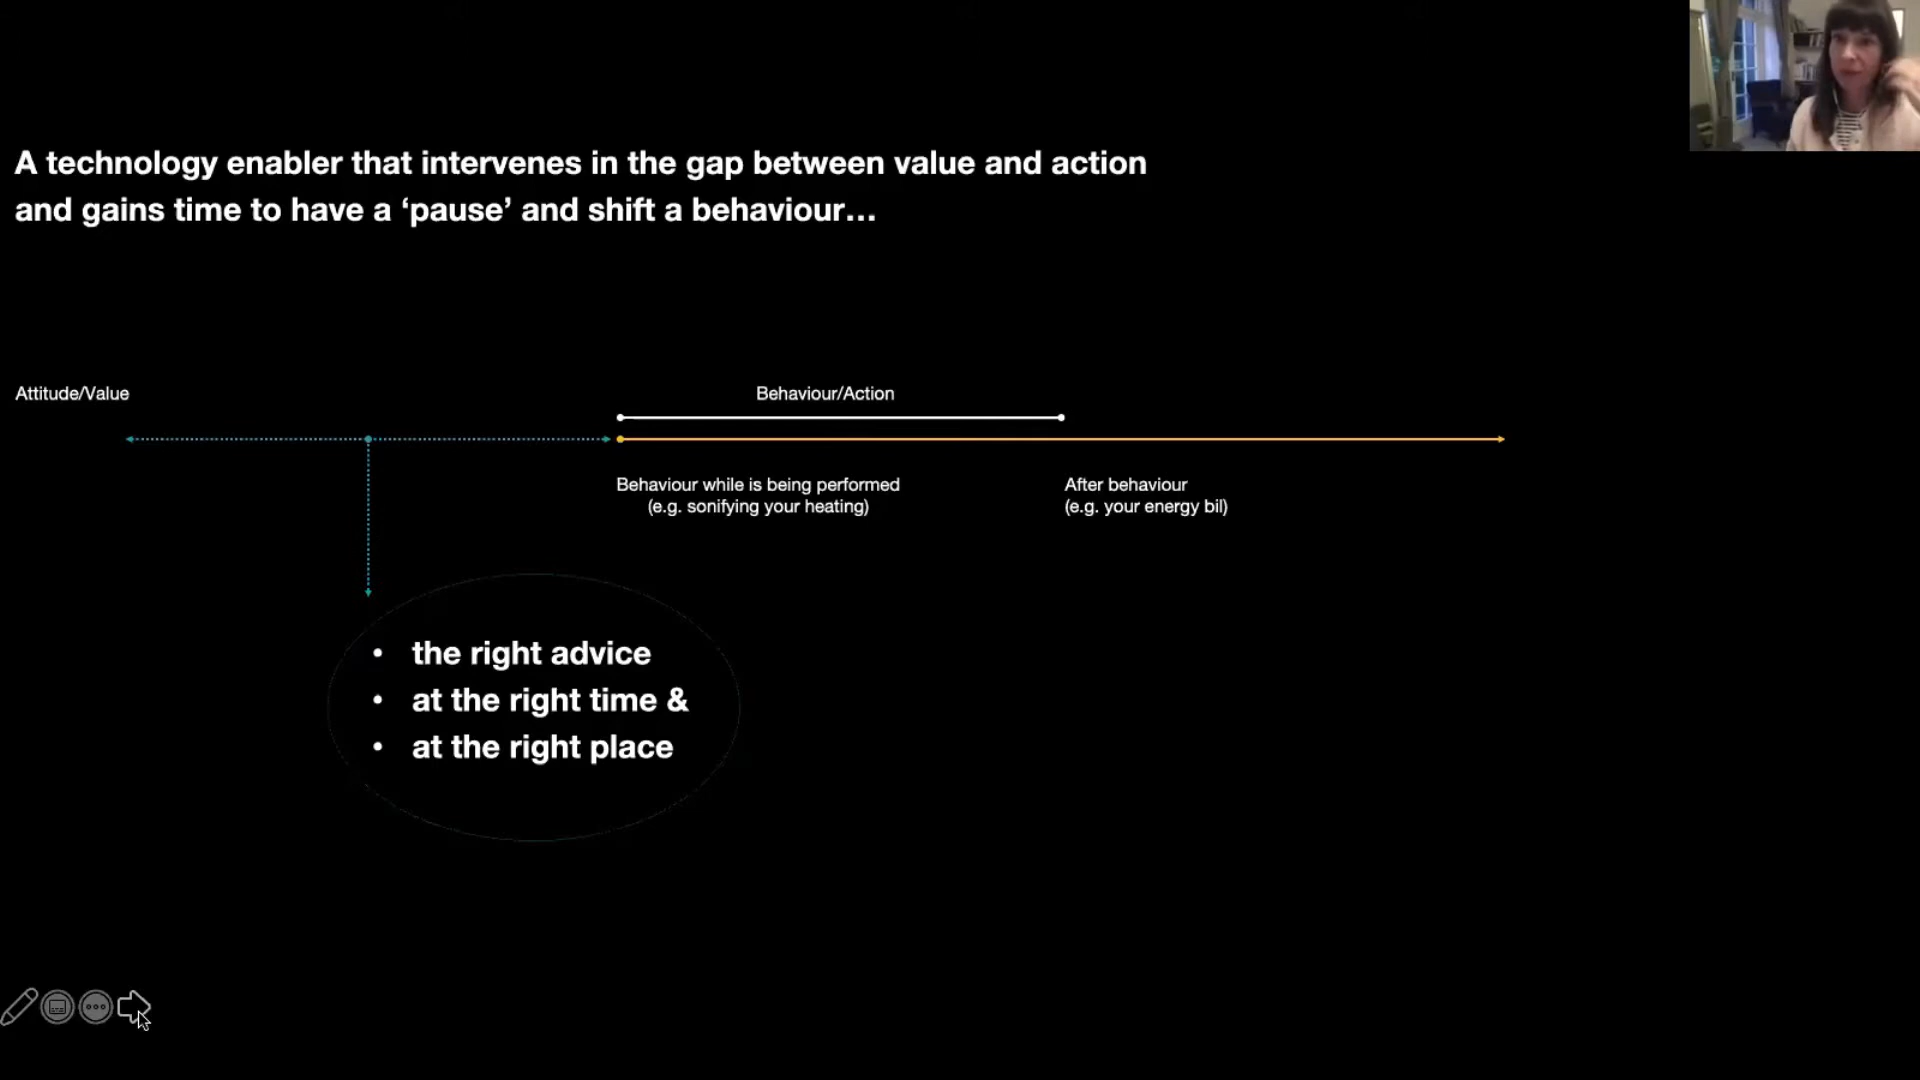 A technology enabler that intervenes in the gap between value and action
and gains time to have a ‘pause’ and shift a behaviour…
Attitude/Value
Behaviour/Action
Behaviour while is being performed
(e.g. sonifying your heating)
After behaviour
(e.g. your energy bil)
• the right advice
• at the right time &
• at the right place